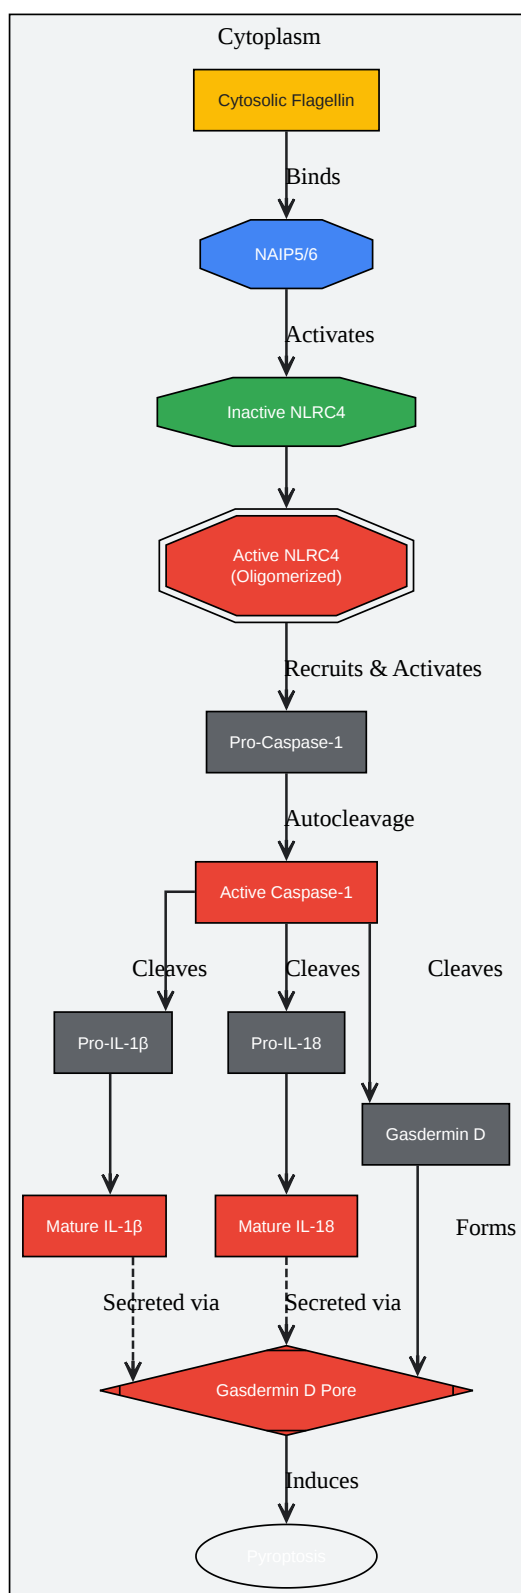 Cytoplasm
Cytosolic Flagellin
Binds
NAIP5/6
Activates
Inactive NLRC4
Active NLRC4
(Oligomerized)
Recruits & Activates
Pro-Caspase-1
Autocleavage
Active Caspase-1
Cleaves
Cleaves
Cleaves
Pro-IL-1β
Pro-IL-18
Gasdermin D
Mature IL-1β
Mature IL-18
Forms
Secreted via
Secreted via
Gasdermin D Pore
Induces
Pyroptosis